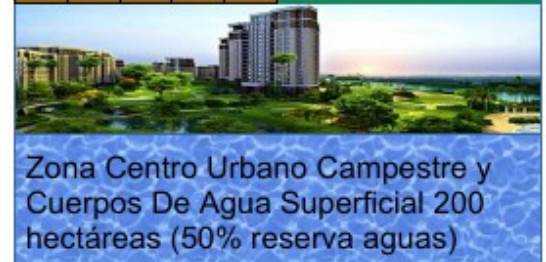 Zona Centro Urbano Campestre y
Cuerpos De Agua Superficial 200
hectáreas (50% reserva aguas)